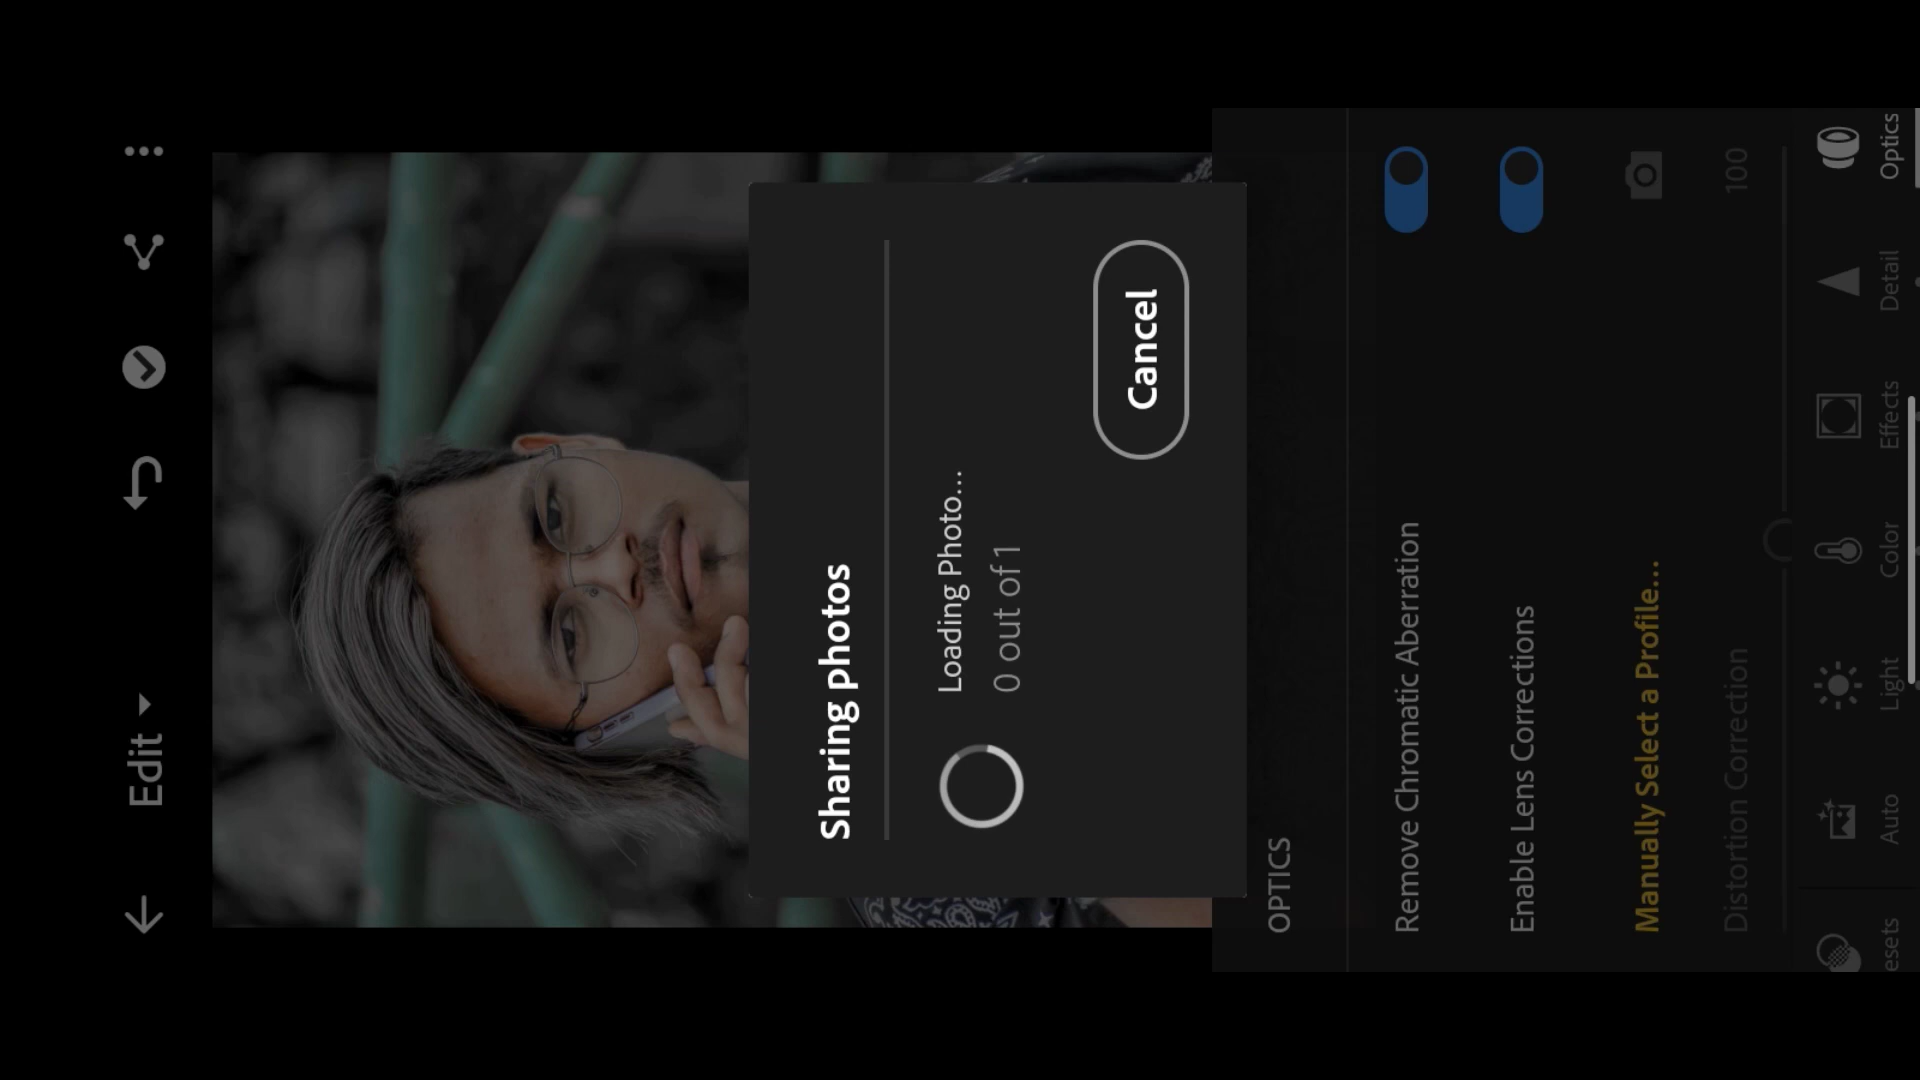 Edit
Sharing photos
Loading Photo...
0 out of 1
Cancel
OPTICS
Remove Chromatic Aberration
Enable Lens Corrections
Manually Select a Profile...
Distortion Correction
100
esets
Auto
Light
Color
Effects
Detail
Optics